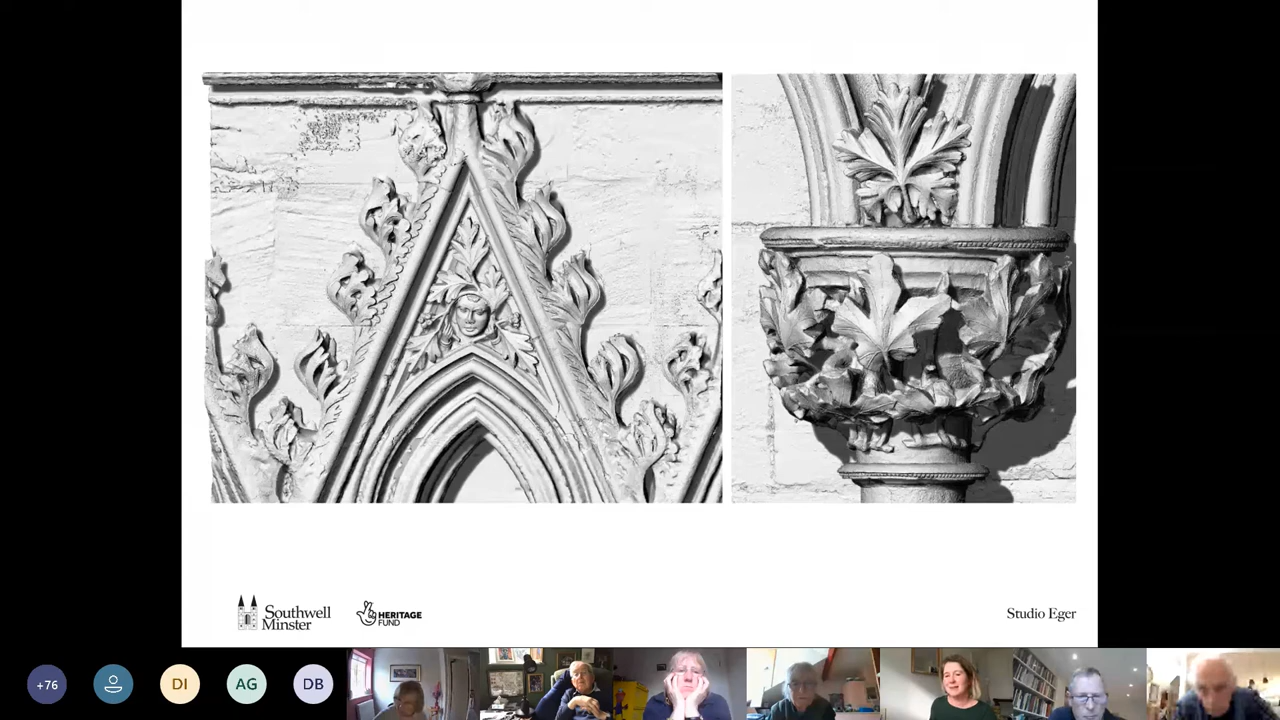 Southwell
Minster
HERITAGE
FUND
Studio Eger
+76
DI
AG
DB